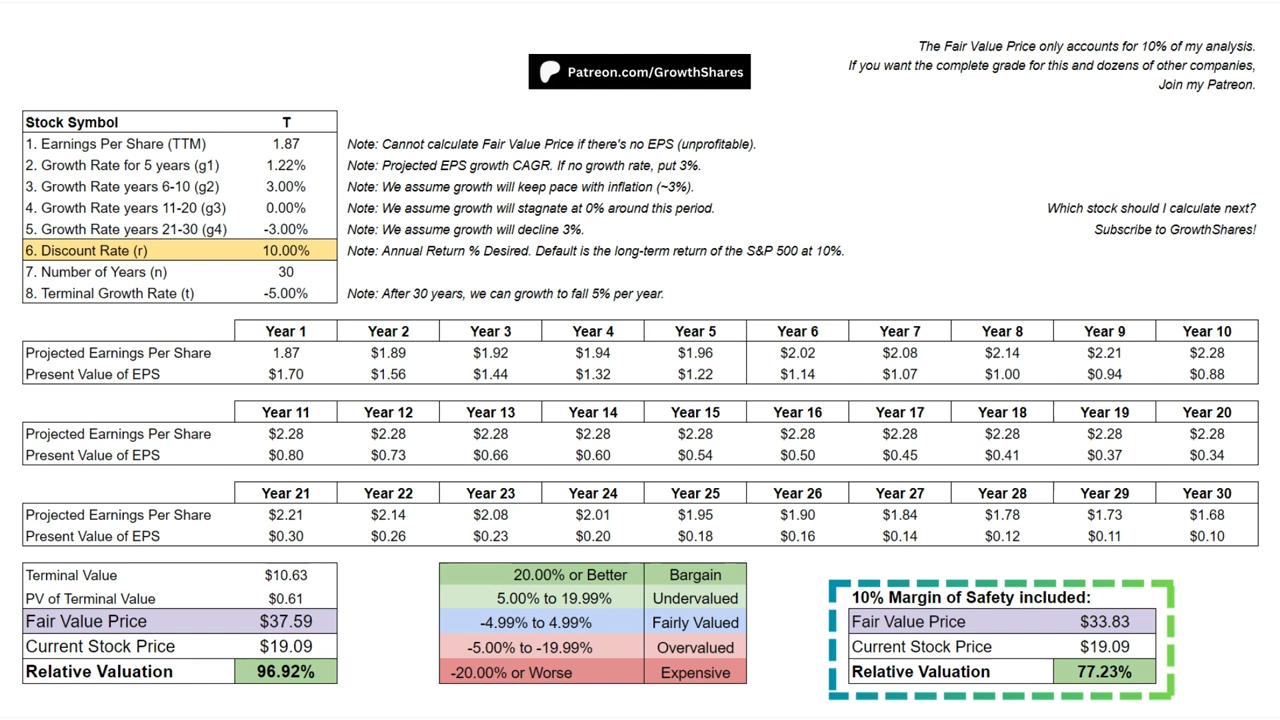 The Fair Value Price only accounts for 10% of my analysis.
Patreon.com/GrowthShares
If you want the complete grade for this and dozens of other companies,
Join my Patreon.
Stock Symbol T
1. Earnings Per Share (TTM) 1.87 Note: Cannot calculate Fair Value Price if there's no EPS (unprofitable).
2. Growth Rate for 5 years (g1) 1.22% Note: Projected EPS growth CAGR. If no growth rate, put 3%.
3. Growth Rate years 6-10 (g2) 3.00% Note: We assume growth will keep pace with inflation (~3%).
4. Growth Rate years 11-20 (g3) 0.00% Note: We assume growth will stagnate at 0% around this period. Which stock should I calculate next?
5. Growth Rate years 21-30 (g4) -3.00% Note: We assume growth will decline 3%. Subscribe to GrowthShares!
6. Discount Rate (r) 10.00% Note: Annual Return % Desired. Default is the long-term return of the S&P 500 at 10%.
7. Number of Years (n) 30
8. Terminal Growth Rate (t) -5.00% Note: After 30 years, we can growth to fall 5% per year.
Year 1 Year 2 Year 3 Year 4 Year 5 Year 6 Year 7 Year 8 Year 9 Year 10
Projected Earnings Per Share 1.87 $1.89 $1.92 $1.94 $1.96 $2.02 $2.08 $2.14 $2.21 $2.28
Present Value of EPS $1.70 $1.56 $1.44 $1.32 $1.22 $1.14 $1.07 $1.00 $0.94 $0.88
Year 11 Year 12 Year 13 Year 14 Year 15 Year 16 Year 17 Year 18 Year 19 Year 20
Projected Earnings Per Share $2.28 $2.28 $2.28 $2.28 $2.28 $2.28 $2.28 $2.28 $2.28 $2.28
Present Value of EPS $0.80 $0.73 $0.66 $0.60 $0.54 $0.50 $0.45 $0.41 $0.37 $0.34
Year 21 Year 22 Year 23 Year 24 Year 25 Year 26 Year 27 Year 28 Year 29 Year 30
Projected Earnings Per Share $2.21 $2.14 $2.08 $2.01 $1.95 $1.90 $1.84 $1.78 $1.73 $1.68
Present Value of EPS $0.30 $0.26 $0.23 $0.20 $0.18 $0.16 $0.14 $0.12 $0.11 $0.10
Terminal Value $10.63
PV of Terminal Value $0.61
Fair Value Price $37.59
Current Stock Price $19.09
Relative Valuation 96.92%
20.00% or Better Bargain
5.00% to 19.99% Undervalued
-4.99% to 4.99% Fairly Valued
-5.00% to -19.99% Overvalued
-20.00% or Worse Expensive
10% Margin of Safety included:
Fair Value Price $33.83
Current Stock Price $19.09
Relative Valuation 77.23%